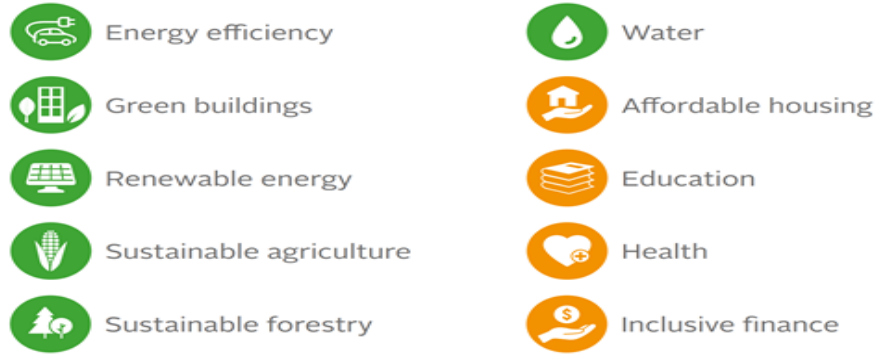 Energy efficiency
Green buildings
Renewable energy
Sustainable agriculture
Sustainable forestry
Water
Affordable housing
Education
Health
Inclusive finance